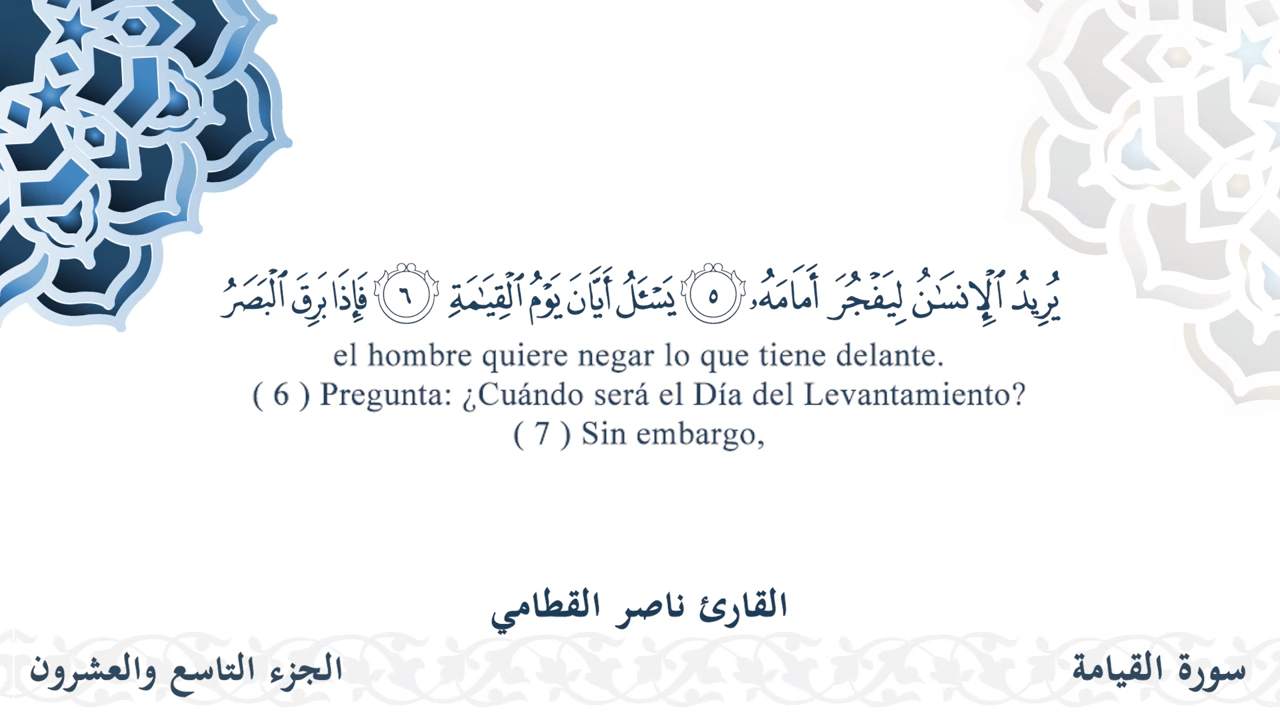 يُرِيدُ ٱلْإِنسَٰنُ لِيَفْجُرَ أَمَامَهُۥ ٥ يَسْـَٔلُ أَيَّانَ يَوْمُ ٱلْقِيَٰمَةِ ٦ فَإِذَا بَرِقَ ٱلْبَصَرُ
el hombre quiere negar lo que tiene delante.
( 6 ) Pregunta: ¿Cuándo será el Día del Levantamiento?
( 7 ) Sin embargo,
القارئ ناصر القطامي
سورة القيامة
الجزء التاسع والعشرون